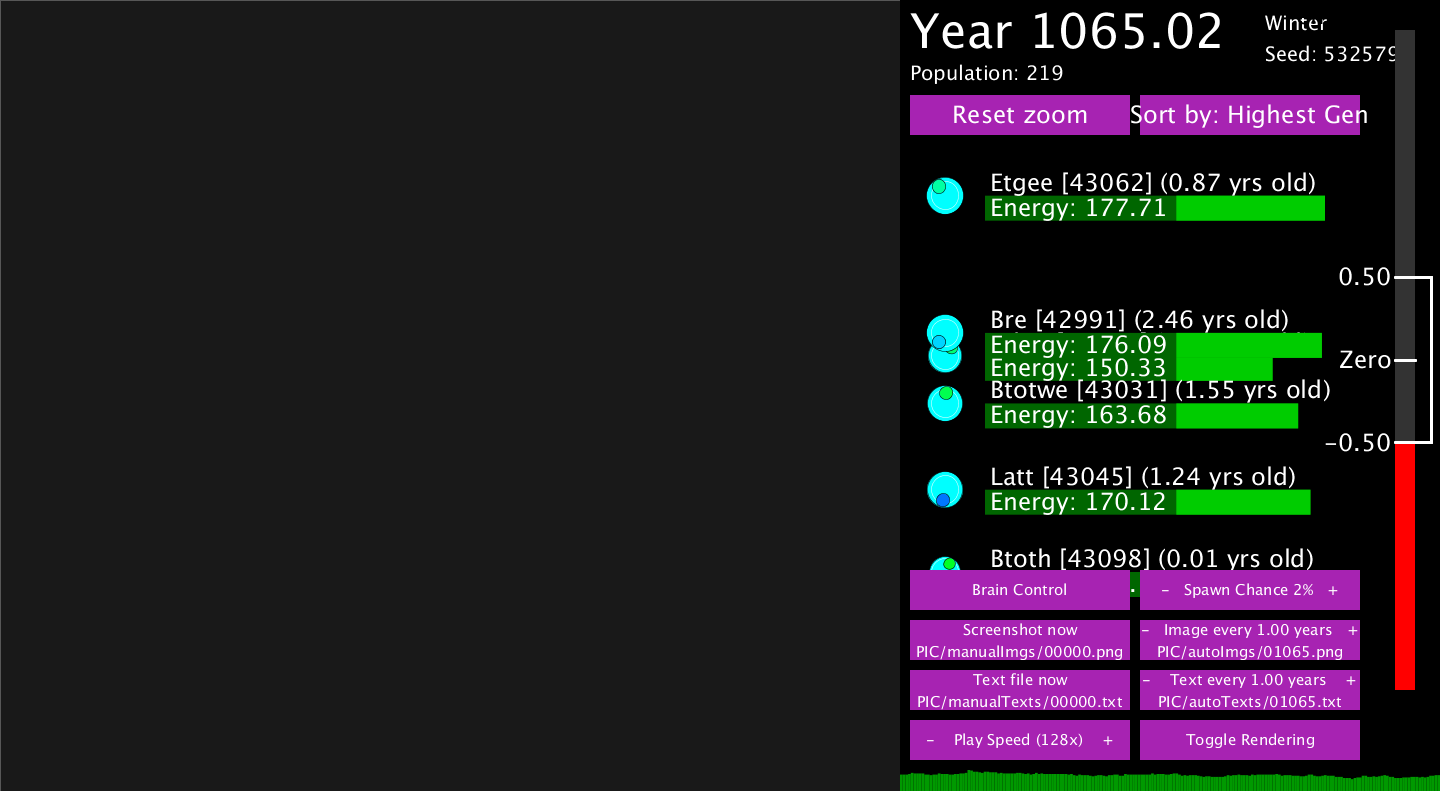 Year 1065.02
Winter
Seed: 532579
Population: 219
Reset zoom
Sort by: Highest Gen
Etgee [43062] (0.87 yrs old)
Energy: 177.71
0.50
Bre [42991] (2.46 yrs old)
Energy: 176.09
Zero
Energy: 150.33
Btotwe [43031] (1.55 yrs old)
Energy: 163.68
-0.50
Latt [43045] (1.24 yrs old)
Energy: 170.12
Btoth [43098] (0.01 yrs old)
Brain Control
- Spawn Chance 2% +
Screenshot now
PIC/manualImgs/00000.png
- Image every 1.00 years +
PIC/autoImgs/01065.png
Text file now
PIC/manualTexts/00000.txt
- Text every 1.00 years +
PIC/autoTexts/01065.txt
- Play Speed (128x) +
Toggle Rendering